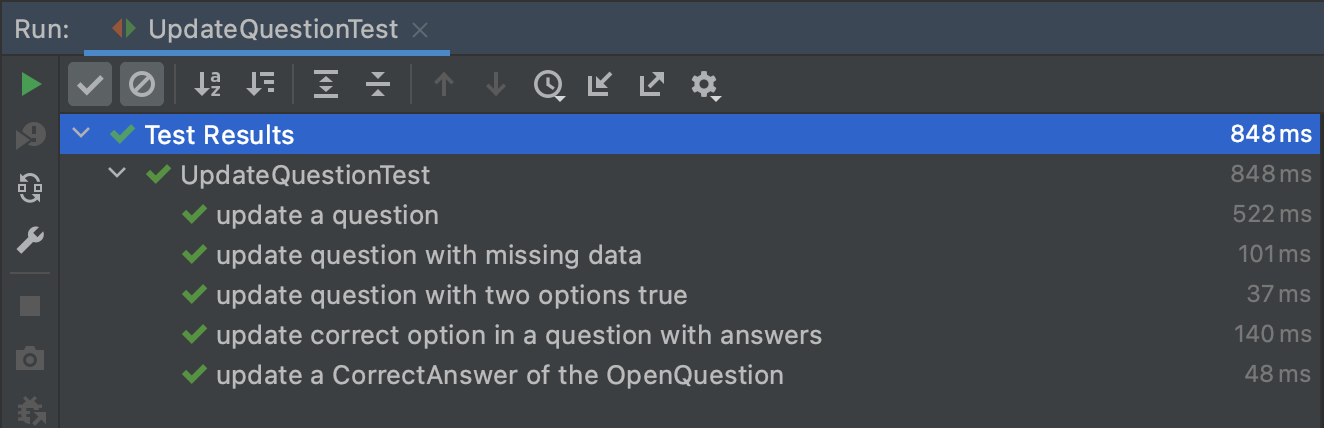 Run: UpdateQuestionTest
Test Results 848 ms
UpdateQuestionTest 848 ms
update a question 522 ms
update question with missing data 101 ms
update question with two options true 37 ms
update correct option in a question with answers 140 ms
update a CorrectAnswer of the OpenQuestion 48 ms